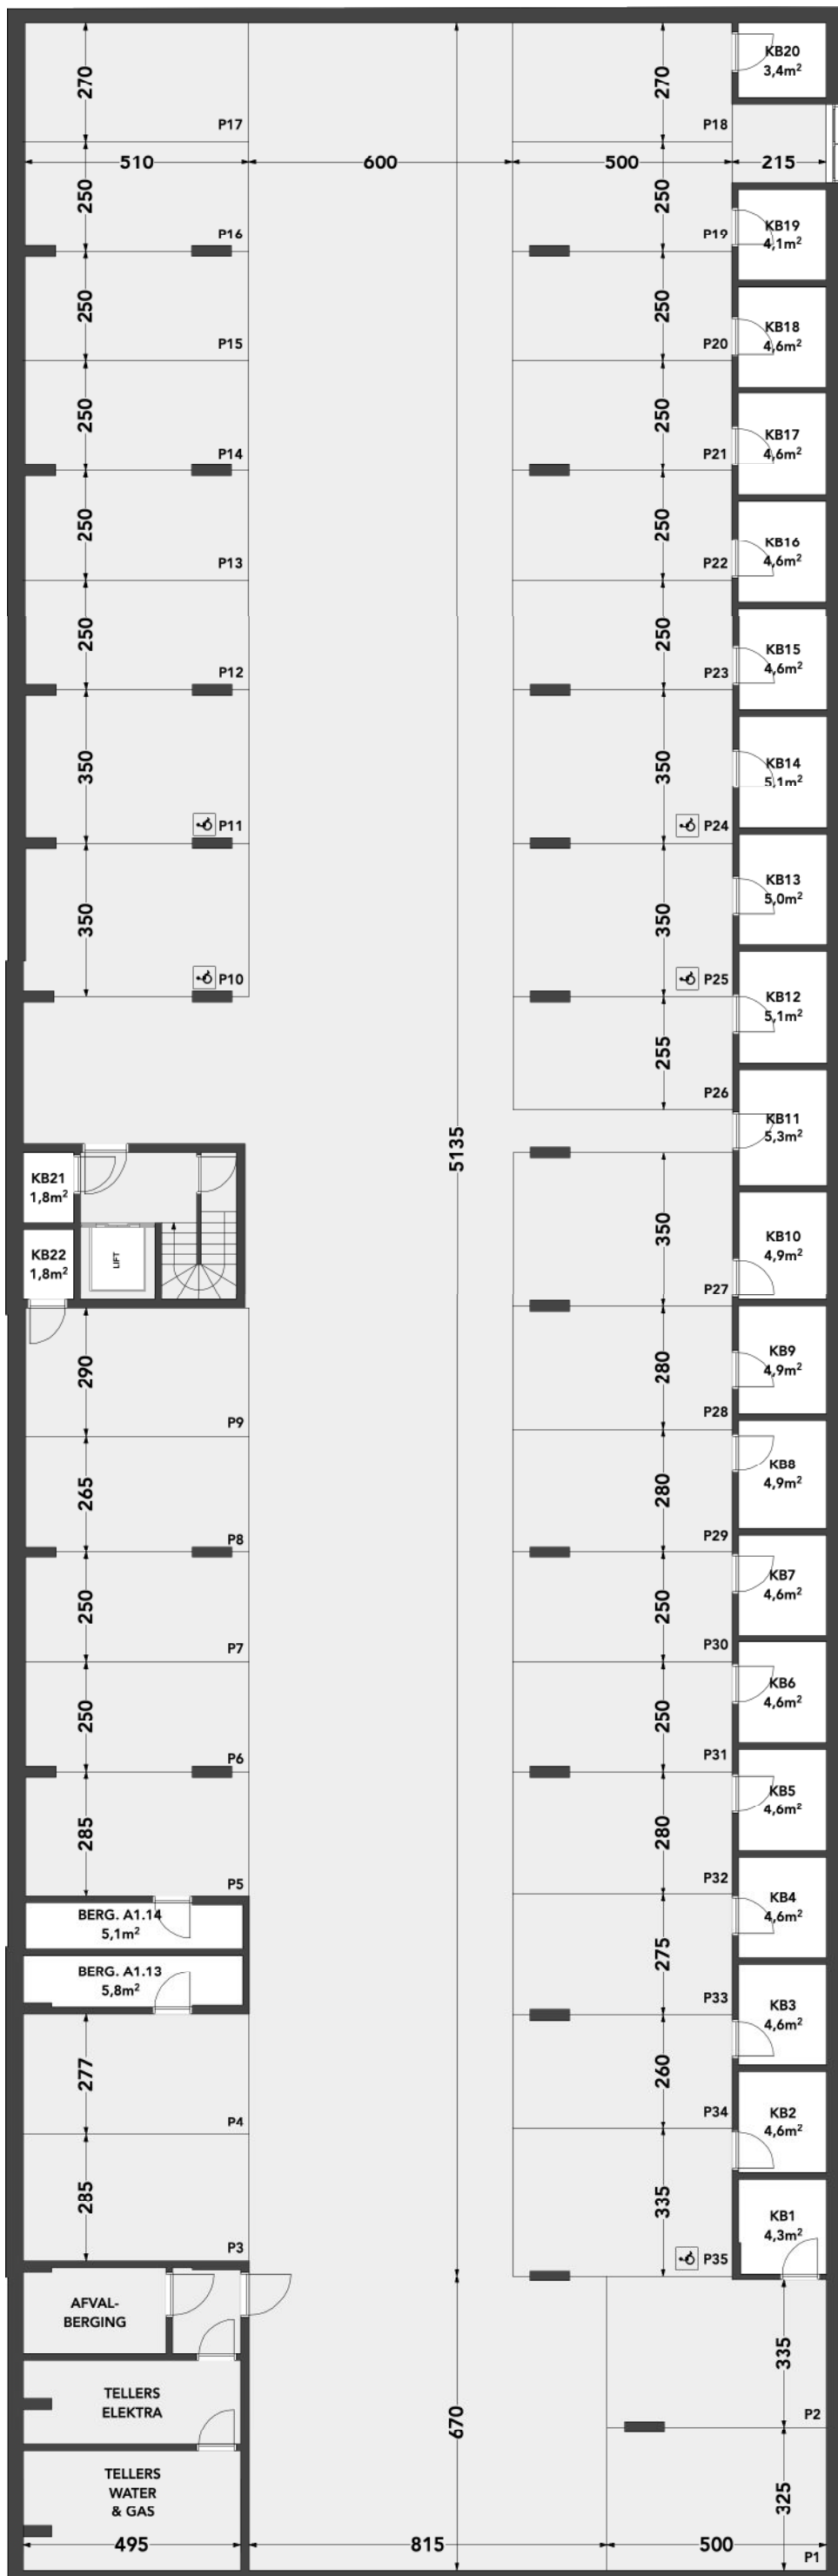 KB20
3,4m²
270
270
P17
P18
510
600
500
215
250
250
P16
P19
KB19
4,1m²
250
250
P15
P20
KB18
4,6m²
250
250
P14
P21
KB17
4,6m²
250
250
P13
P22
KB16
4,6m²
250
250
P12
P23
KB15
4,6m²
350
350
P11
P24
KB14
5,1m²
350
350
P10
P25
KB13
5,0m²
KB12
5,1m²
255
P26
KB11
5,3m²
5135
KB21
1,8m²
KB22
1,8m²
LIFT
350
P27
KB10
4,9m²
290
280
P9
P28
KB9
4,9m²
265
280
P8
P29
KB8
4,9m²
250
250
P7
P30
KB7
4,6m²
250
250
P6
P31
KB6
4,6m²
285
280
P5
P32
KB5
4,6m²
BERG. A1.14
5,1m²
KB4
4,6m²
BERG. A1.13
5,8m²
275
P33
KB3
4,6m²
277
260
P4
P34
KB2
4,6m²
285
335
P3
P35
KB1
4,3m²
AFVAL-
BERGING
335
P2
TELLERS
ELEKTRA
670
TELLERS
WATER
& GAS
325
495
815
500
P1